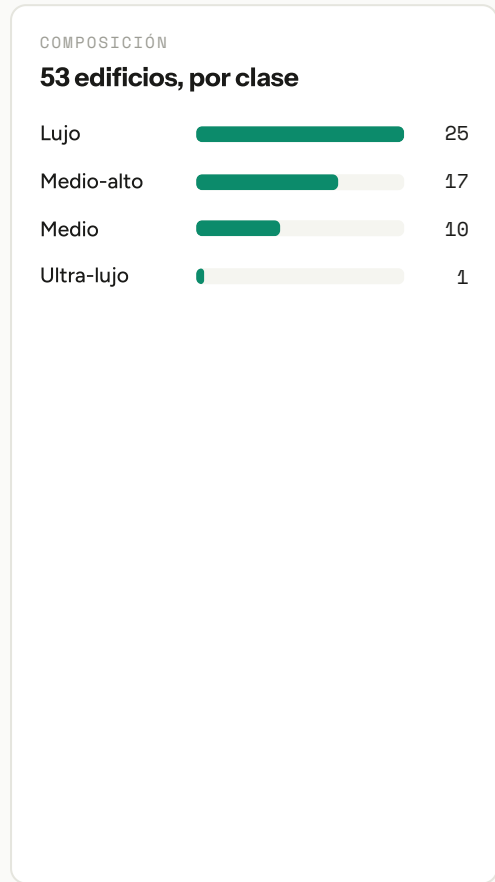 COMPOSICIÓN
53 edificios, por clase
Lujo 25
Medio-alto 17
Medio 10
Ultra-lujo 1